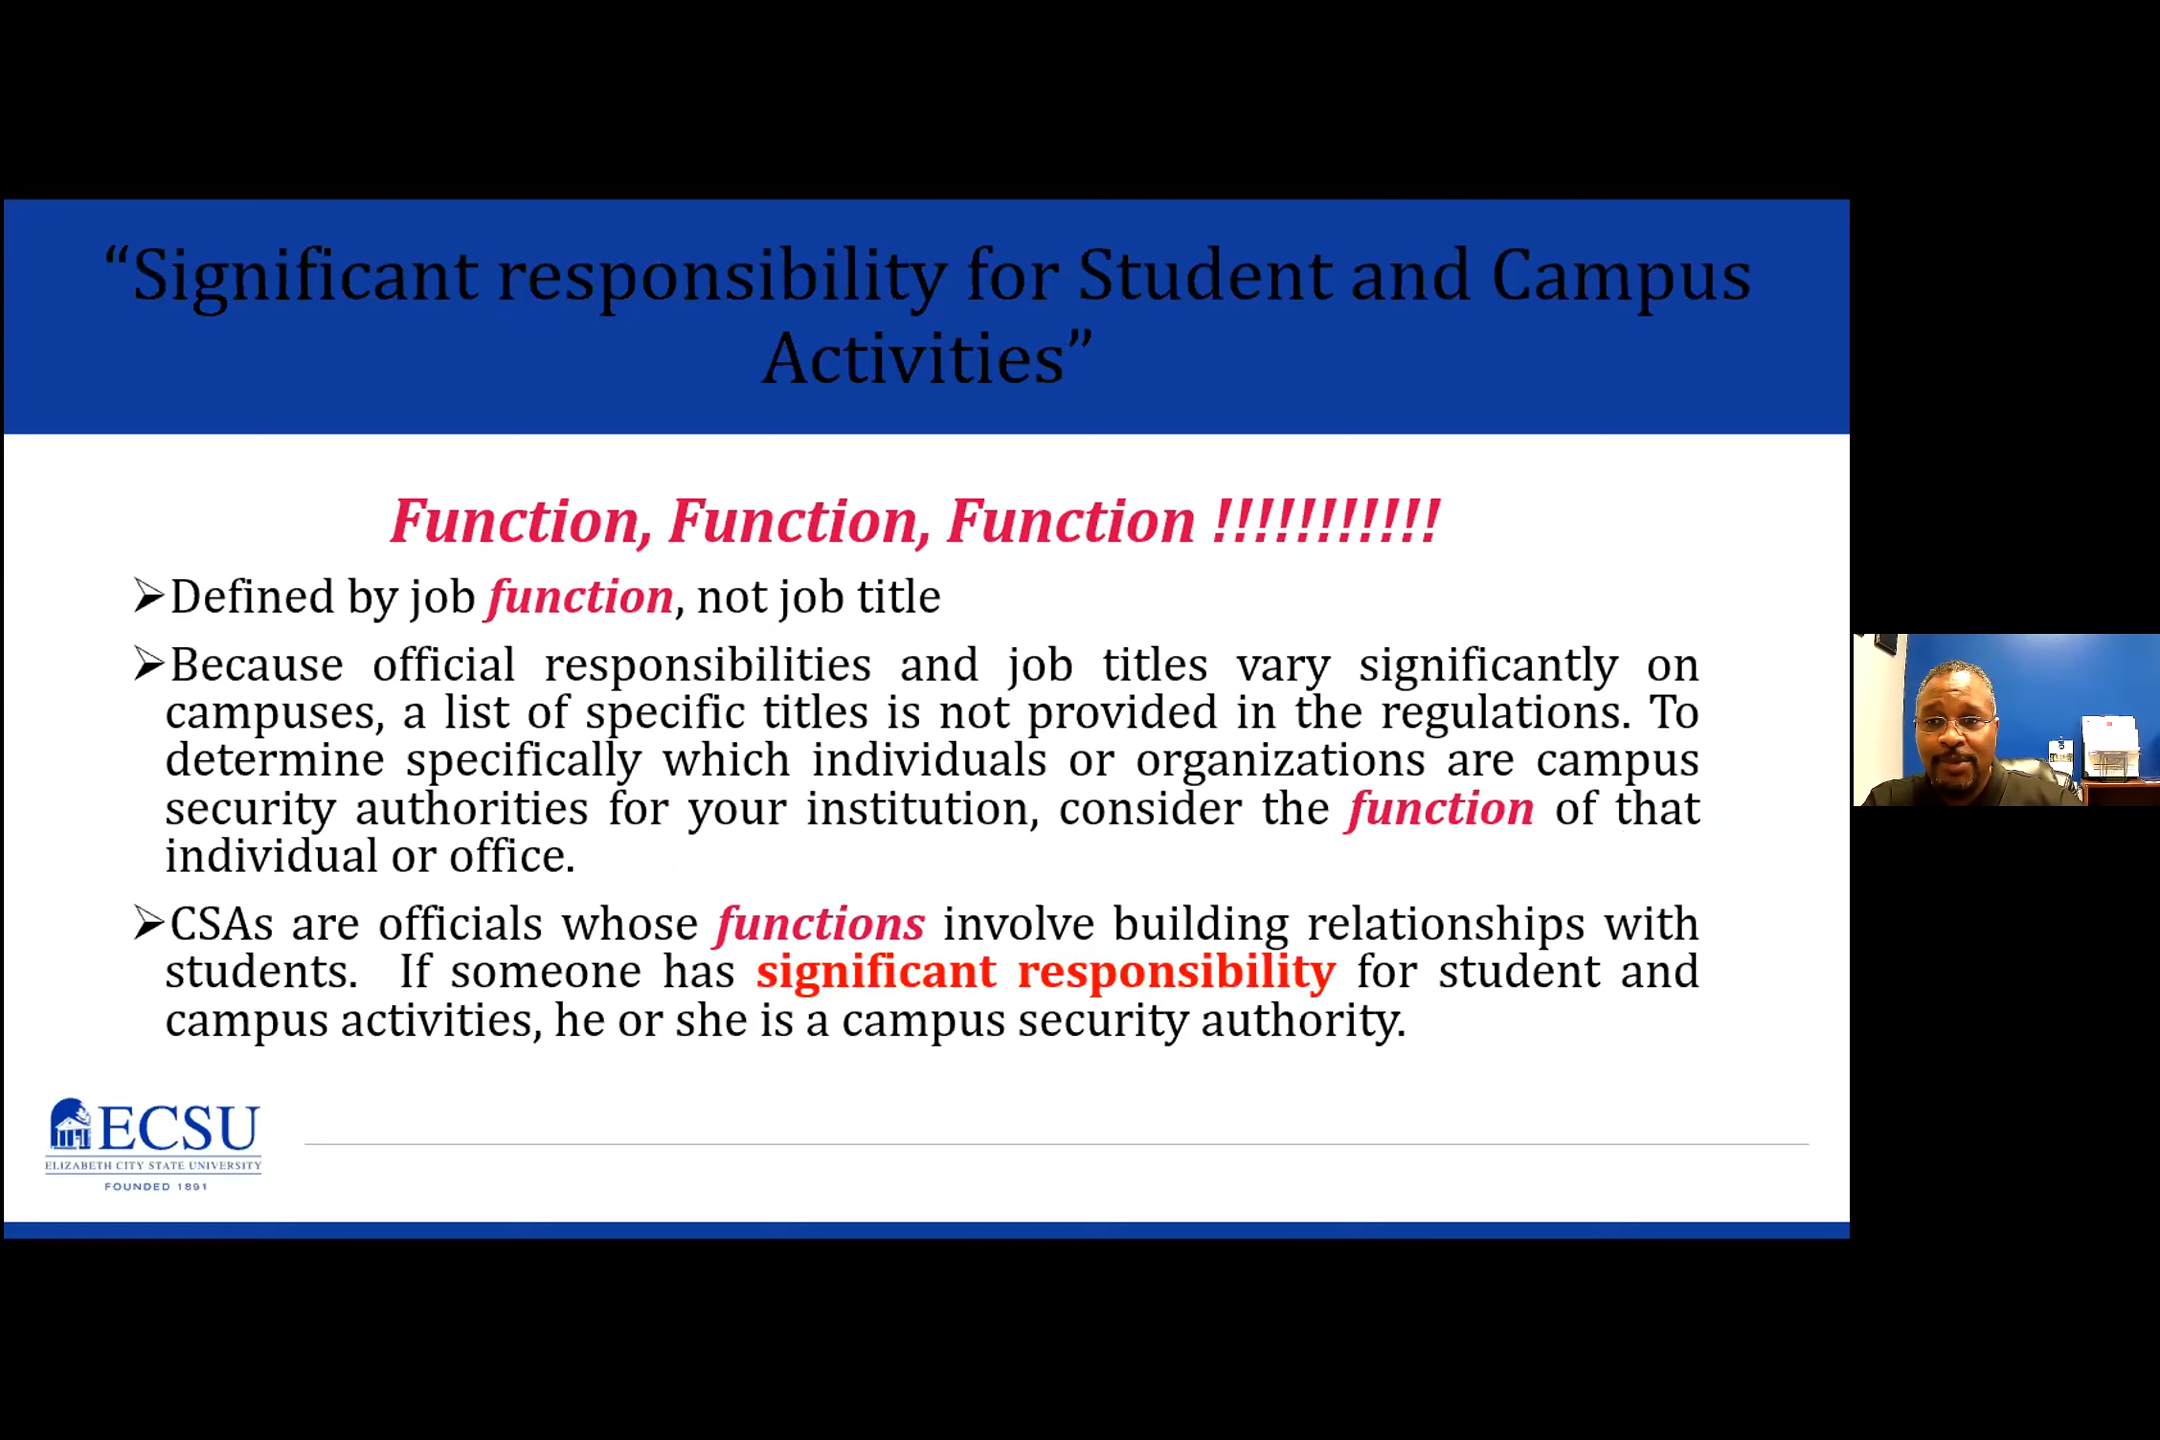 “Significant responsibility for Student and Campus
Activities”
Function, Function, Function !!!!!!!!!!!
➢Defined by job function, not job title
➢Because official responsibilities and job titles vary significantly on
campuses, a list of specific titles is not provided in the regulations. To
determine specifically which individuals or organizations are campus
security authorities for your institution, consider the function of that
individual or office.
➢CSAs are officials whose functions involve building relationships with
students. If someone has significant responsibility for student and
campus activities, he or she is a campus security authority.
ECSU
ELIZABETH CITY STATE UNIVERSITY
FOUNDED 1891